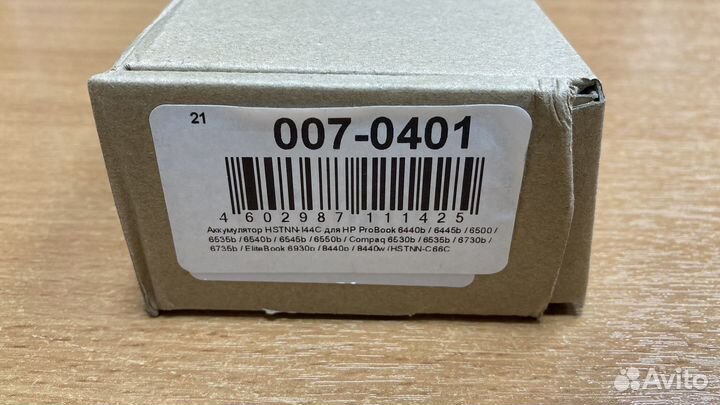 21
007-0401
4 602987 111425
Аккумулятор HSTNN-I44C для HP ProBook 6440b / 6445b / 6500 /
6535b / 6540b / 6545b / 6550b / Compaq 6530b / 6535b / 6730b /
6735b / EliteBook 6930p / 8440p / 8440w /HSTNN-C66C
Avito